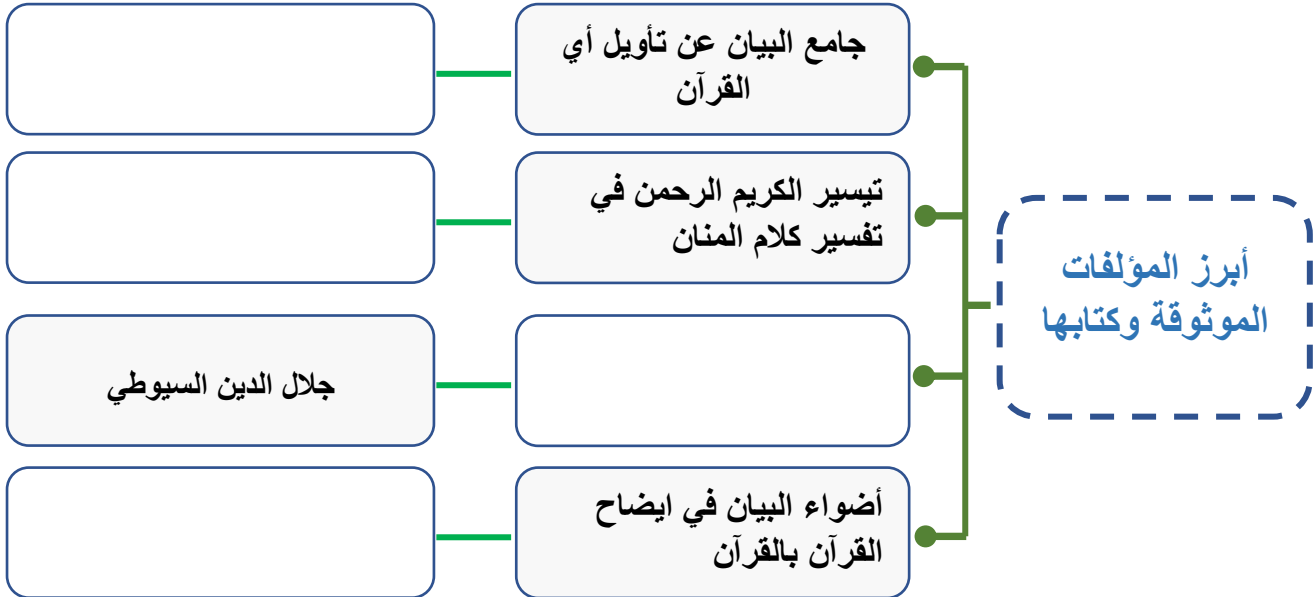 أبرز المؤلفات
الموثوقة وكتابها
جامع البيان عن تأويل أي
القرآن
تيسير الكريم الرحمن في
تفسير كلام المنان
جلال الدين السيوطي
أضواء البيان في ايضاح
القرآن بالقرآن